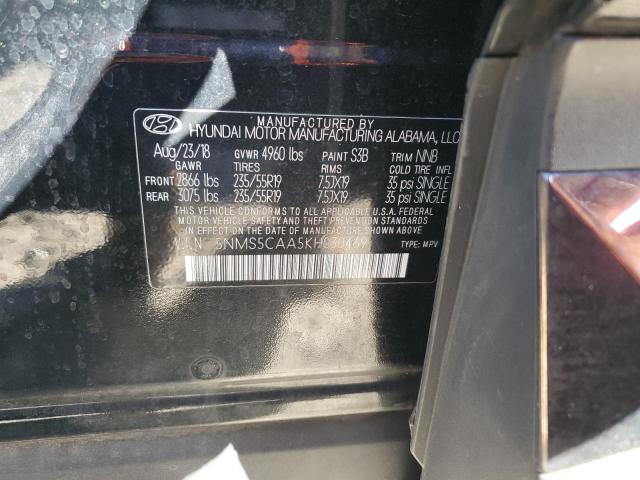 MANUFACTURED BY
HYUNDAI MOTOR MANUFACTURING ALABAMA, LLC
Aug/23/18 GVWR 4960 lbs PAINT S3B TRIM NNB
GAWR TIRES RIMS COLD TIRE INFL
FRONT 2866 lbs 235/55R19 7.5JX19 35 psi SINGLE
REAR 3075 lbs 235/55R19 7.5JX19 35 psi SINGLE
THIS VEHICLE CONFORMS TO ALL APPLICABLE U.S.A. FEDERAL
MOTOR VEHICLE SAFETY AND THEFT PREVENTION STANDARDS
IN EFFECT ON THE DATE OF MANUFACTURE SHOWN ABOVE.
TYPE: MPV